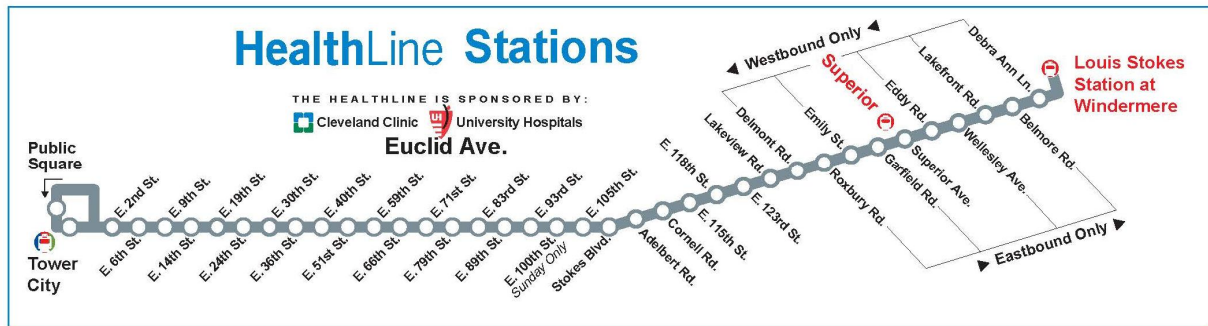 HealthLine Stations
THE HEALTHLINE IS SPONSORED BY:
Cleveland Clinic University Hospitals
Euclid Ave.
Public
Square
Tower
City
E. 2nd St.
E. 6th St.
E. 9th St.
E. 14th St.
E. 19th St.
E. 24th St.
E. 30th St.
E. 36th St.
E. 40th St.
E. 51st St.
E. 59th St.
E. 66th St.
E. 71st St.
E. 79th St.
E. 83rd St.
E. 89th St.
E. 93rd St.
E. 100th St.
Sunday Only
E. 105th St.
Stokes Blvd.
Adelbert Rd.
Cornell Rd.
E. 115th St.
E. 118th St.
E. 123rd St.
Lakeview Rd.
Delmont Rd.
Roxbury Rd.
Emily St.
Garfield Rd.
Superior
Superior Ave.
Eddy Rd.
Wellesley Ave.
Lakefront Rd.
Belmore Rd.
Debra Ann Ln.
Westbound Only
Eastbound Only
Louis Stokes
Station at
Windermere